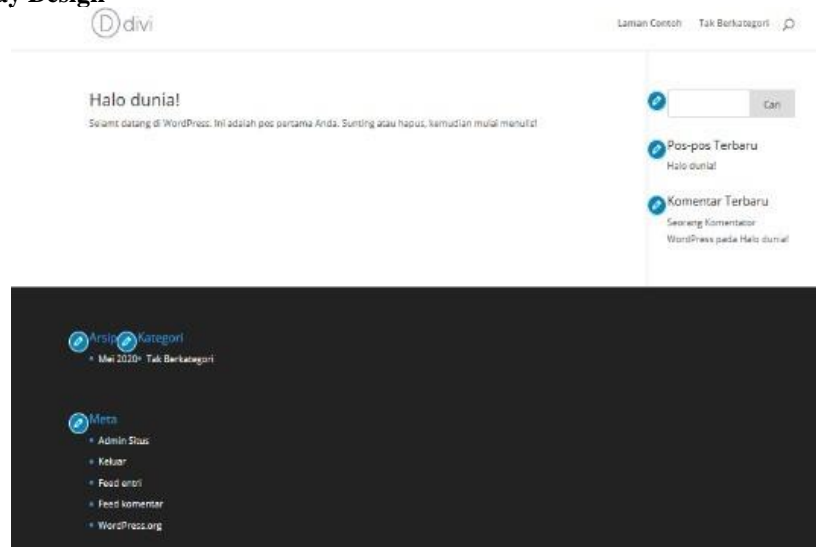 Design
divi
Laman Contoh Tak Berkategori
Halo dunia!
Selamt datang di WordPress. Ini adalah pos pertama Anda. Sunting atau hapus, kemudian mulai menulis!
Cari
Pos-pos Terbaru
Halo dunia!
Komentar Terbaru
Seorang Komentator
WordPress pada Halo dunia!
Arsip Kategori
Mei 2020 Tak Berkategori
Meta
Admin Situs
Keluar
Feed entri
Feed komentar
WordPress.org